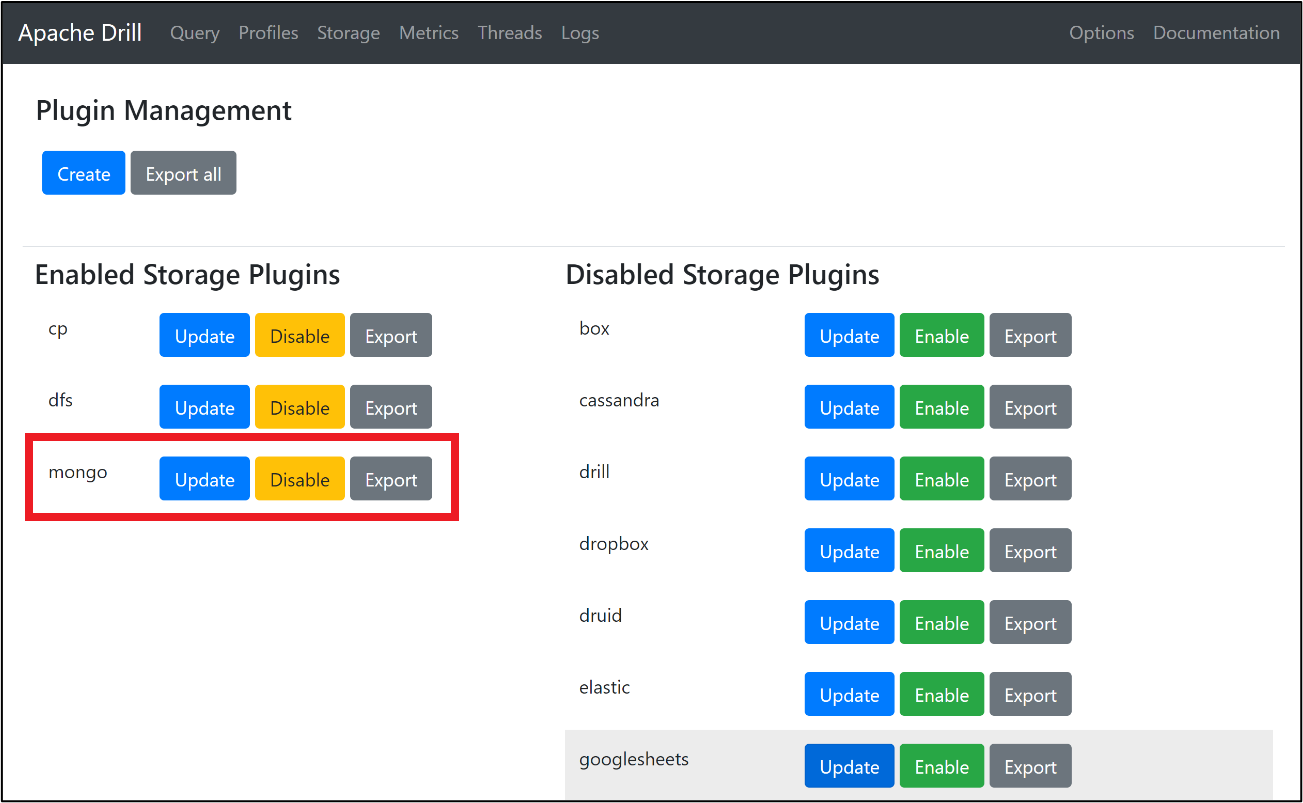 Apache Drill Query Profiles Storage Metrics Threads Logs Options Documentation
Plugin Management
Create Export all
Enabled Storage Plugins
cp Update Disable Export
dfs Update Disable Export
mongo Update Disable Export
Disabled Storage Plugins
box Update Enable Export
cassandra Update Enable Export
drill Update Enable Export
dropbox Update Enable Export
druid Update Enable Export
elastic Update Enable Export
googlesheets Update Enable Export